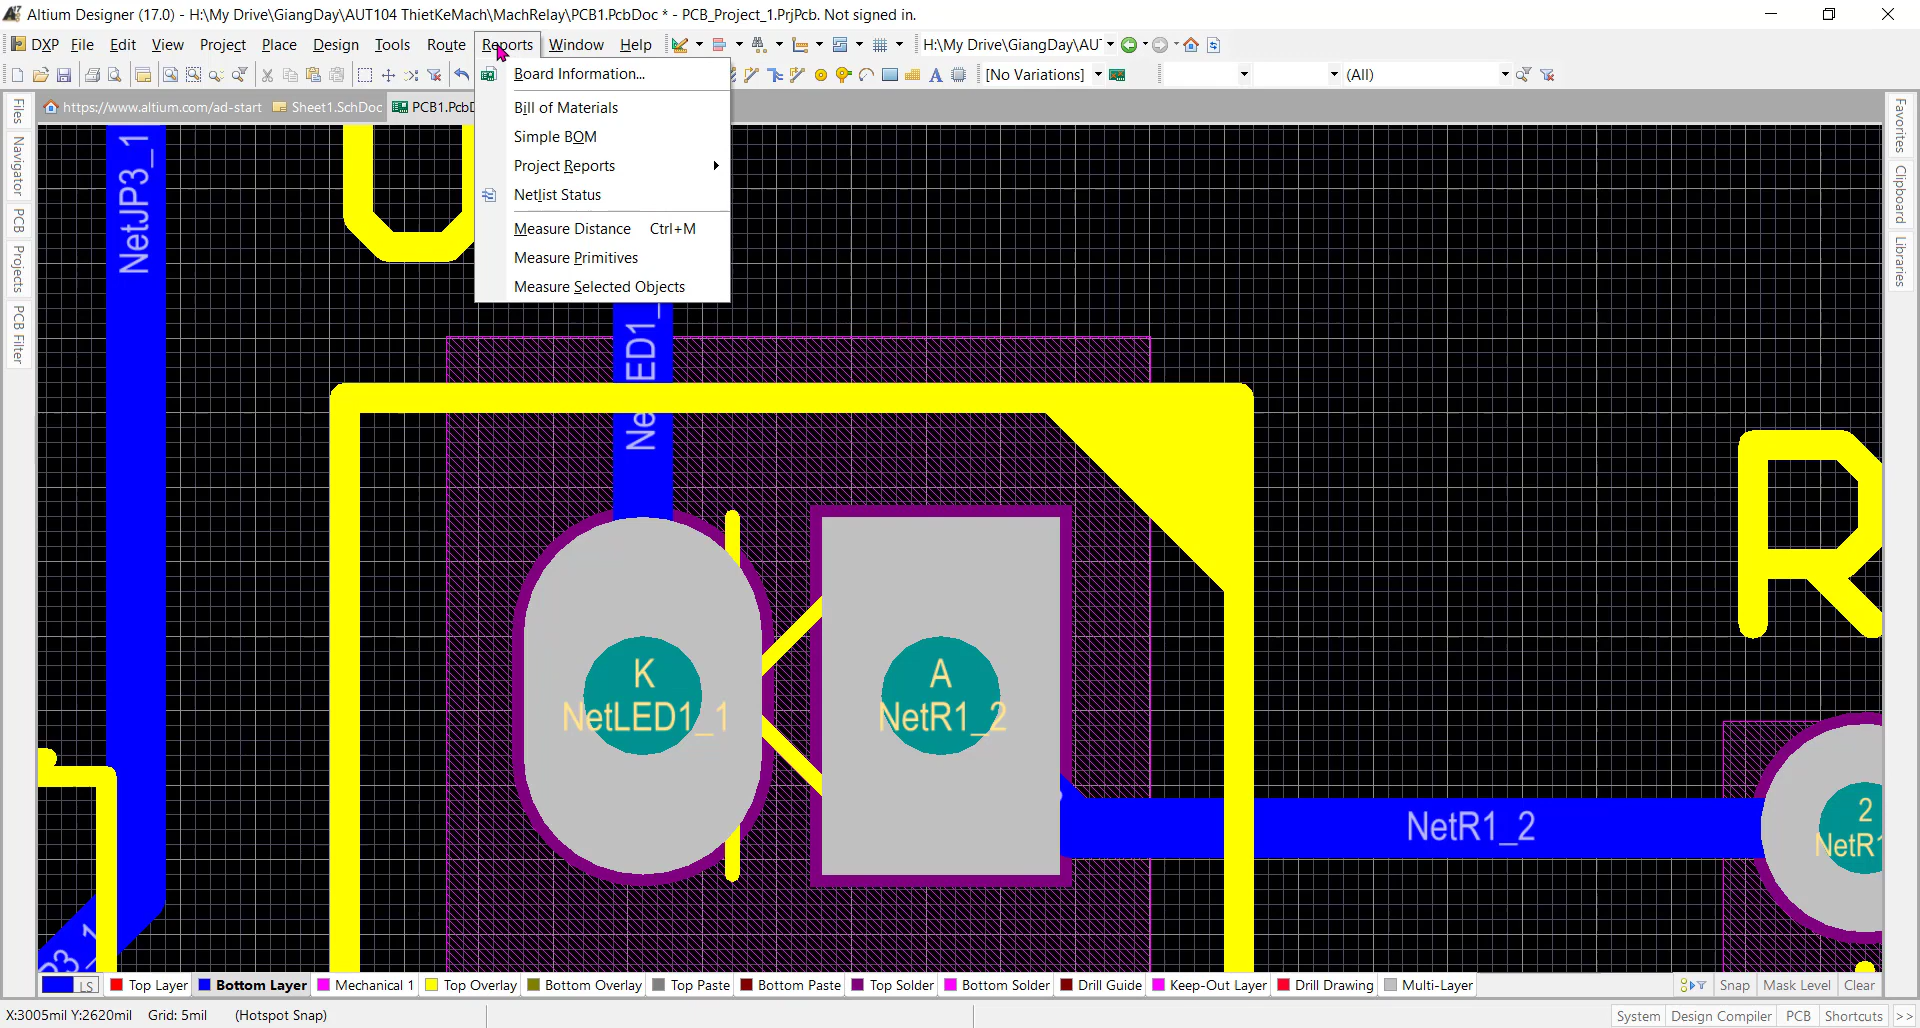 Altium Designer (17.0) - H:\My Drive\GiangDay\AUT104 ThietKeMach\MachRelay\PCB1.PcbDoc * - PCB_Project_1.PrjPcb. Not signed in.
DXP File Edit View Project Place Design Tools Route Reports Window Help H:\My Drive\GiangDay\AU
[No Variations] (All)
https://www.altium.com/ad-start Sheet1.SchDoc PCB1.PcbD
Board Information...
Bill of Materials
Simple BOM
Project Reports
Netlist Status
Measure Distance Ctrl+M
Measure Primitives
Measure Selected Objects
Files
Navigator
PCB
Projects
PCB Filter
Favorites
Clipboard
Libraries
NetJP3_1
ED1_
Ne
R
K
NetLED1_1
A
NetR1_2
NetR1_2
2
NetR1
P3_1
LS Top Layer Bottom Layer Mechanical 1 Top Overlay Bottom Overlay Top Paste Bottom Paste Top Solder Bottom Solder Drill Guide Keep-Out Layer Drill Drawing Multi-Layer Snap Mask Level Clear
X:3005mil Y:2620mil Grid: 5mil (Hotspot Snap) System Design Compiler PCB Shortcuts >>